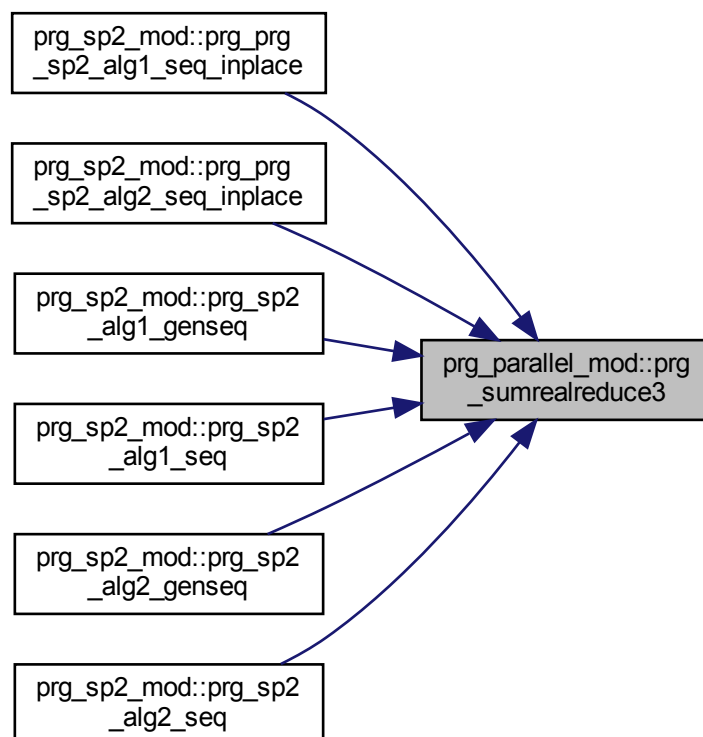 prg_sp2_mod::prg_prg
_sp2_alg1_seq_inplace
prg_sp2_mod::prg_prg
_sp2_alg2_seq_inplace
prg_sp2_mod::prg_sp2
_alg1_genseq
prg_parallel_mod::prg
_sumrealreduce3
prg_sp2_mod::prg_sp2
_alg1_seq
prg_sp2_mod::prg_sp2
_alg2_genseq
prg_sp2_mod::prg_sp2
_alg2_seq